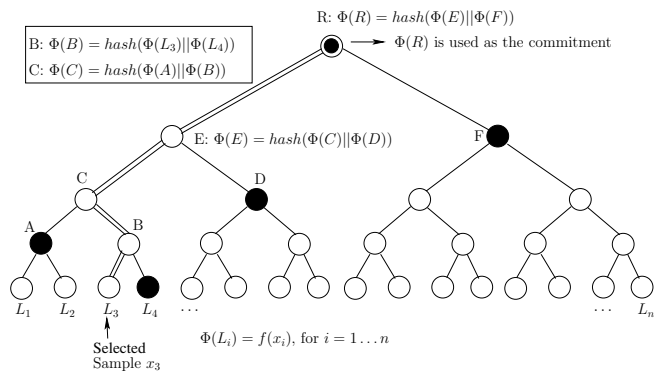 R: Φ(R) = hash(Φ(E)||Φ(F))
B: Φ(B) = hash(Φ(L₃)||Φ(L₄))
Φ(R) is used as the commitment
C: Φ(C) = hash(Φ(A)||Φ(B))
E: Φ(E) = hash(Φ(C)||Φ(D))
F
C
D
A
B
L₁
L₂
L₃
L₄
...
...
Lₙ
Φ(Lᵢ) = f(xᵢ), for i = 1...n
Selected
Sample x₃